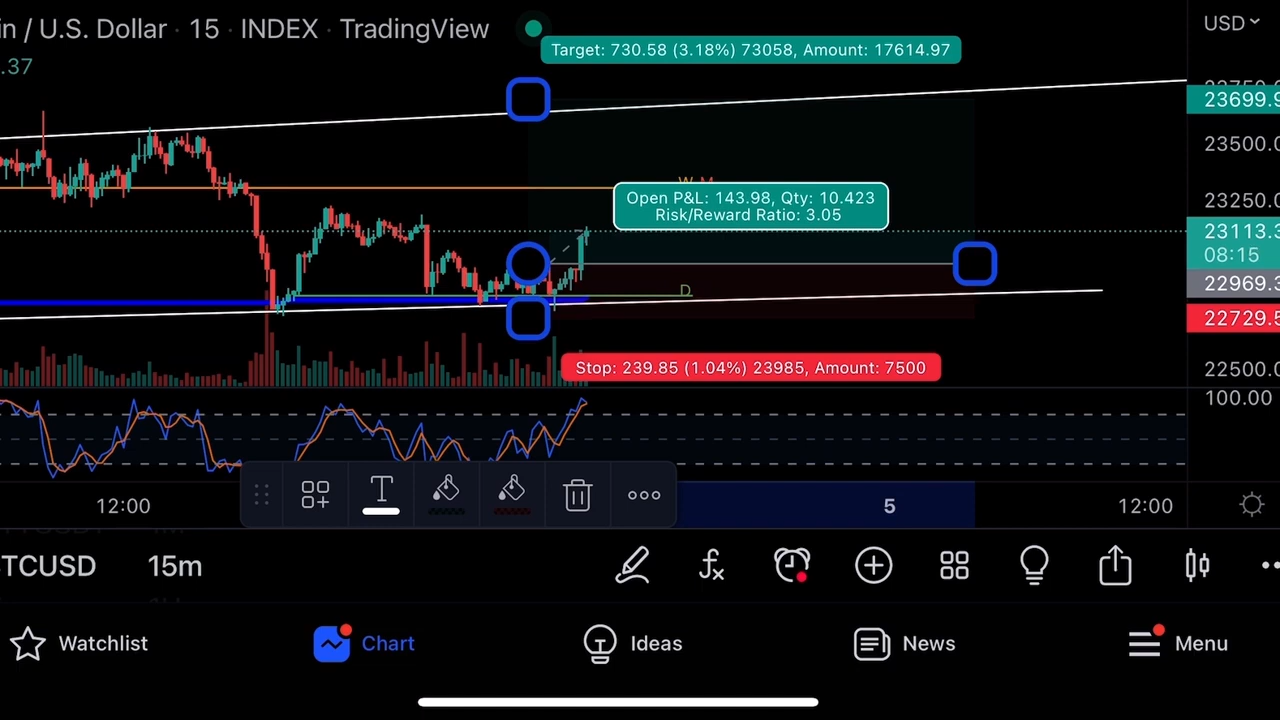 in / U.S. Dollar · 15 · INDEX · TradingView
USD
.37
Target: 730.58 (3.18%) 73058, Amount: 17614.97
23699.9
23500.0
W M
Open P&L: 143.98, Qty: 10.423
Risk/Reward Ratio: 3.05
23250.0
23113.3
08:15
22969.3
D
22729.5
Stop: 239.85 (1.04%) 23985, Amount: 7500
22500.0
100.00
12:00
T
5
12:00
TCUSD
15m
Watchlist
Chart
Ideas
News
Menu